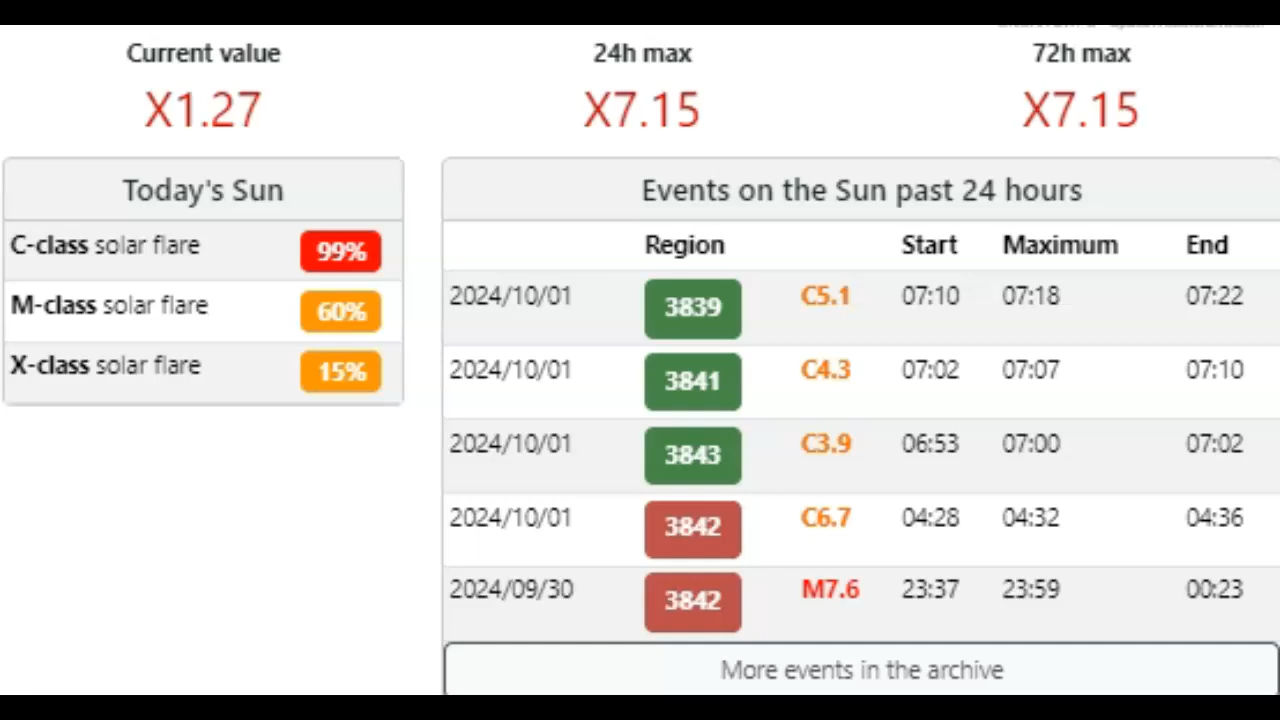 Current value 24h max 72h max
X1.27 X7.15 X7.15
Today's Sun
C-class solar flare 99%
M-class solar flare 60%
X-class solar flare 15%
Events on the Sun past 24 hours
Region Start Maximum End
2024/10/01 3839 C5.1 07:10 07:18 07:22
2024/10/01 3841 C4.3 07:02 07:07 07:10
2024/10/01 3843 C3.9 06:53 07:00 07:02
2024/10/01 3842 C6.7 04:28 04:32 04:36
2024/09/30 3842 M7.6 23:37 23:59 00:23
More events in the archive